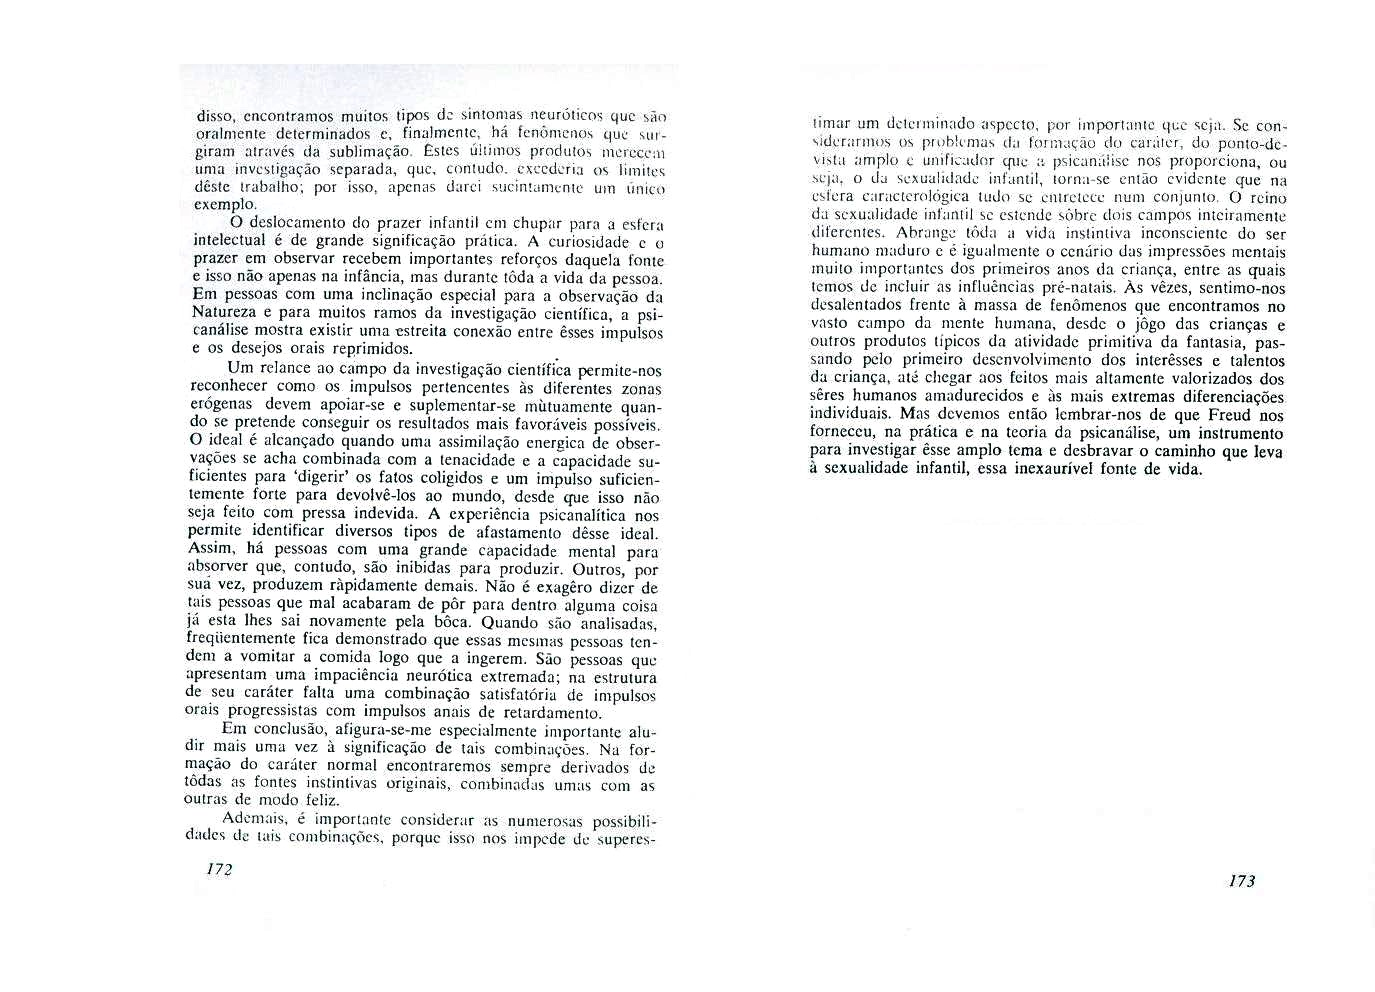 disso, encontramos muitos tipos de sintomas neuróticos que são
oralmente determinados e, finalmente, há fenômenos que sur-
giram através da sublimação. Êstes últimos produtos merecem
uma investigação separada, que, contudo, excederia os limites
dêste trabalho; por isso, apenas darei sucintamente um único
exemplo.
O deslocamento do prazer infantil em chupar para a esfera
intelectual é de grande significação prática. A curiosidade e o
prazer em observar recebem importantes reforços daquela fonte
e isso não apenas na infância, mas durante tôda a vida da pessoa.
Em pessoas com uma inclinação especial para a observação da
Natureza e para muitos ramos da investigação científica, a psi-
canálise mostra existir uma estreita conexão entre êsses impulsos
e os desejos orais reprimidos.
Um relance ao campo da investigação científica permite-nos
reconhecer como os impulsos pertencentes às diferentes zonas
erógenas devem apoiar-se e suplementar-se mùtuamente quan-
do se pretende conseguir os resultados mais favoráveis possíveis.
O ideal é alcançado quando uma assimilação energica de obser-
vações se acha combinada com a tenacidade e a capacidade su-
ficientes para ‘digerir’ os fatos coligidos e um impulso suficien-
temente forte para devolvê-los ao mundo, desde que isso não
seja feito com pressa indevida. A experiência psicanalítica nos
permite identificar diversos tipos de afastamento dêsse ideal.
Assim, há pessoas com uma grande capacidade mental para
absorver que, contudo, são inibidas para produzir. Outros, por
sua vez, produzem ràpidamente demais. Não é exagêro dizer de
tais pessoas que mal acabaram de pôr para dentro alguma coisa
já esta lhes sai novamente pela bôca. Quando são analisadas,
freqüentemente fica demonstrado que essas mesmas pessoas ten-
dem a vomitar a comida logo que a ingerem. São pessoas que
apresentam uma impaciência neurótica extremada; na estrutura
de seu caráter falta uma combinação satisfatória de impulsos
orais progressistas com impulsos anais de retardamento.
Em conclusão, afigura-se-me especialmente importante alu-
dir mais uma vez à significação de tais combinações. Na for-
mação do caráter normal encontraremos sempre derivados de
tôdas as fontes instintivas originais, combinadas umas com as
outras de modo feliz.
Ademais, é importante considerar as numerosas possibili-
dades de tais combinações, porque isso nos impede de superes-
172
timar um determinado aspecto, por importante que seja. Se con-
siderarmos os problemas da formação do caráter, do ponto-de-
vista amplo e unificador que a psicanálise nos proporciona, ou
seja, o da sexualidade infantil, torna-se então evidente que na
esfera caracterológica tudo se entretece num conjunto. O reino
da sexualidade infantil se estende sôbre dois campos inteiramente
diferentes. Abrange tôda a vida instintiva inconsciente do ser
humano maduro e é igualmente o cenário das impressões mentais
muito importantes dos primeiros anos da criança, entre as quais
temos de incluir as influências pré-natais. Às vêzes, sentimo-nos
desalentados frente à massa de fenômenos que encontramos no
vasto campo da mente humana, desde o jôgo das crianças e
outros produtos típicos da atividade primitiva da fantasia, pas-
sando pelo primeiro desenvolvimento dos interêsses e talentos
da criança, até chegar aos feitos mais altamente valorizados dos
sêres humanos amadurecidos e às mais extremas diferenciações
individuais. Mas devemos então lembrar-nos de que Freud nos
forneceu, na prática e na teoria da psicanálise, um instrumento
para investigar êsse amplo tema e desbravar o caminho que leva
à sexualidade infantil, essa inexaurível fonte de vida.
173